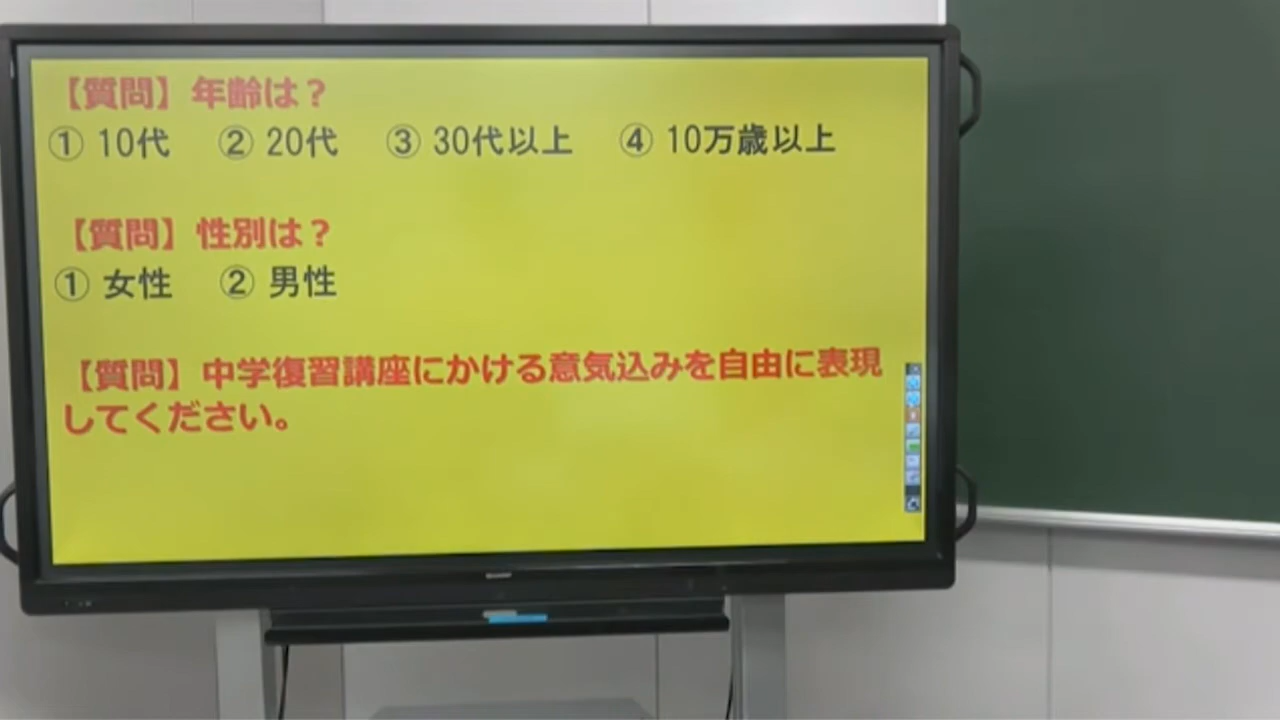 【質問】年齢は？
① 10代　② 20代　③ 30代以上　④ 10万歳以上
【質問】性別は？
① 女性　② 男性
【質問】中学復習講座にかける意気込みを自由に表現
してください。